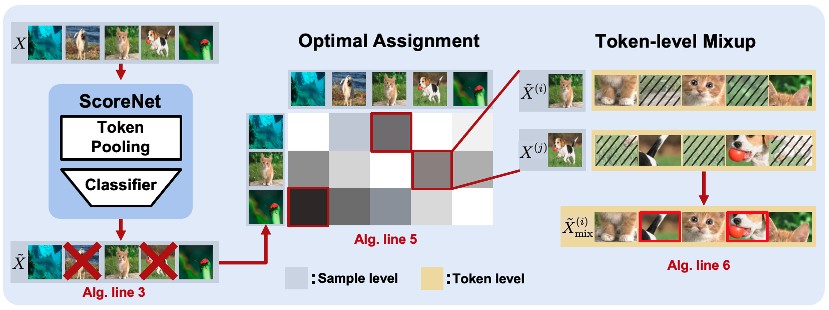 X
ScoreNet
Token
Pooling
Classifier
X̃
Alg. line 3
Optimal Assignment
Alg. line 5
: Sample level
: Token level
Token-level Mixup
X̃⁽ⁱ⁾
X⁽ʲ⁾
X̃⁽ⁱ⁾mix
Alg. line 6